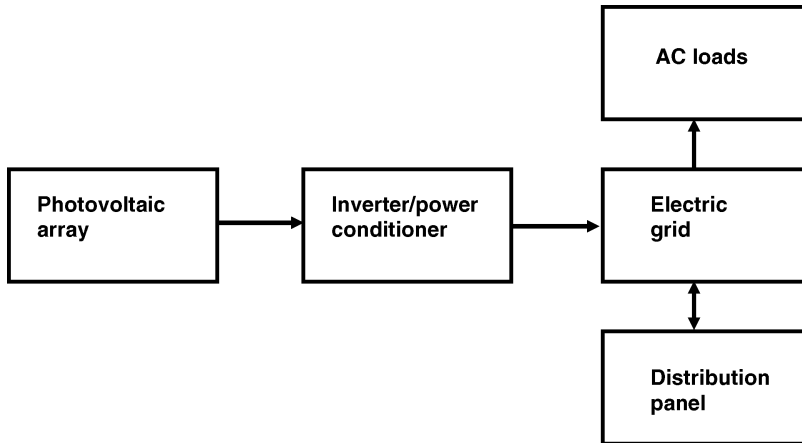 AC loads
Photovoltaic
array
Inverter/power
conditioner
Electric
grid
Distribution
panel